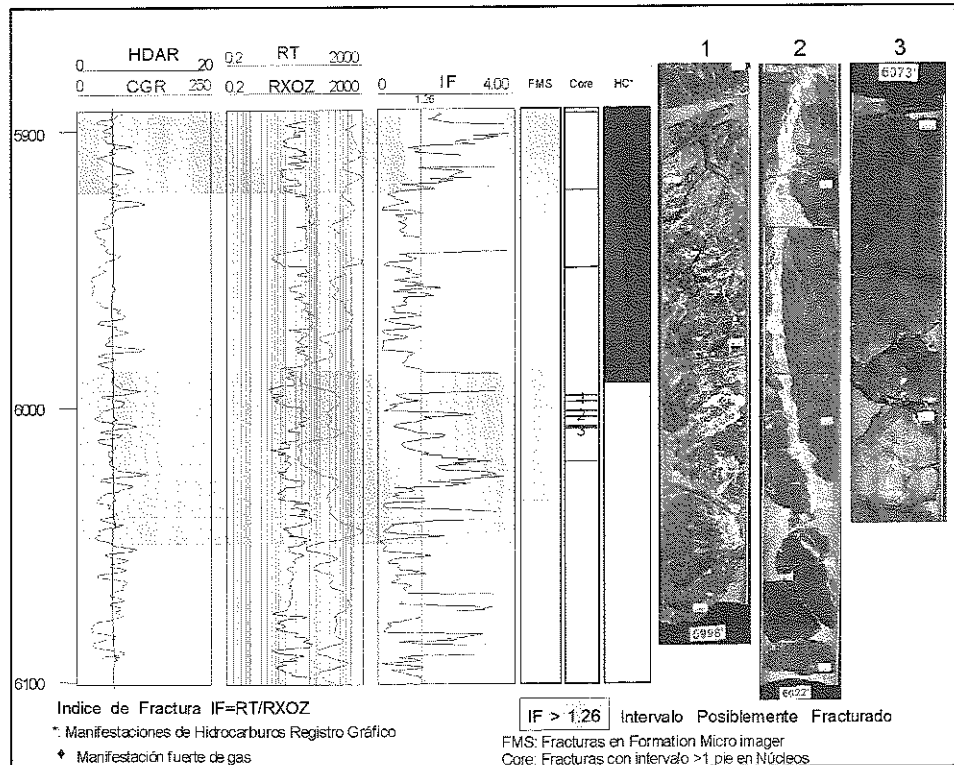 HDAR
0 20
CGR
0 250
RT
0.2 2000
RXOZ
0.2 2000
IF
0 4.00
1.26
FMS
Core
HC*
1
2
3
5900
6000
6100
1
2
3
5996'
6022'
6073'
Indice de Fractura IF=RT/RXOZ
*: Manifestaciones de Hidrocarburos Registro Gráfico
♦ Manifestación fuerte de gas
IF > 1.26 Intervalo Posiblemente Fracturado
FMS: Fracturas en Formation Micro imager
Core: Fracturas con intervalo >1 pie en Núcleos